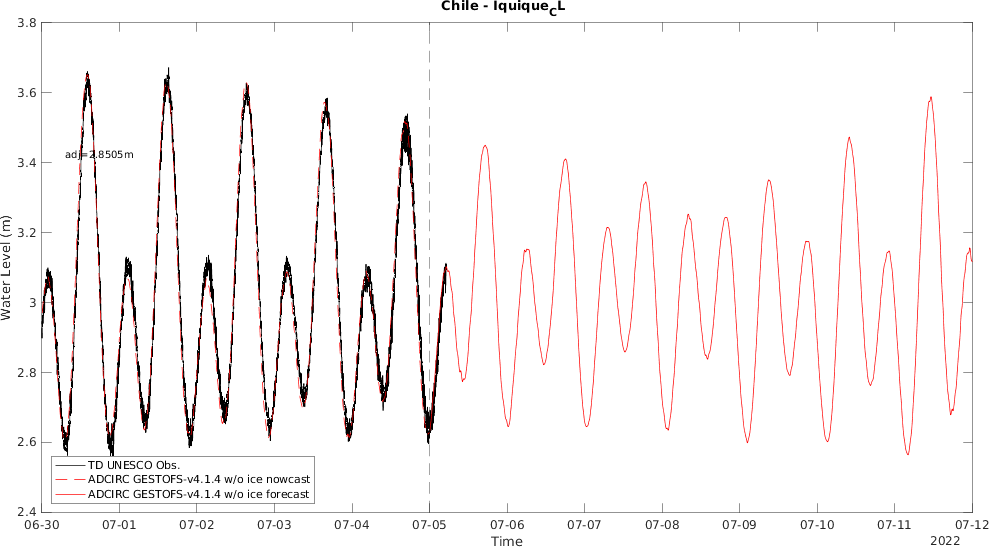 Chile - Iquique_CL
3.8
3.6
3.4
3.2
3
2.8
2.6
2.4
Water Level (m)
adj=2.8505m
TD UNESCO Obs.
ADCIRC GESTOFS-v4.1.4 w/o ice nowcast
ADCIRC GESTOFS-v4.1.4 w/o ice forecast
06-30 07-01 07-02 07-03 07-04 07-05 07-06 07-07 07-08 07-09 07-10 07-11 07-12
Time
2022